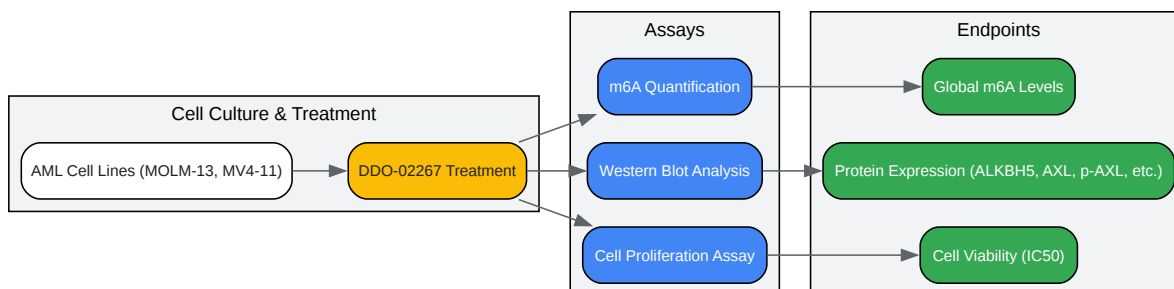 Cell Culture & Treatment
AML Cell Lines (MOLM-13, MV4-11)
DDO-02267 Treatment
Assays
m6A Quantification
Western Blot Analysis
Cell Proliferation Assay
Endpoints
Global m6A Levels
Protein Expression (ALKBH5, AXL, p-AXL, etc.)
Cell Viability (IC50)